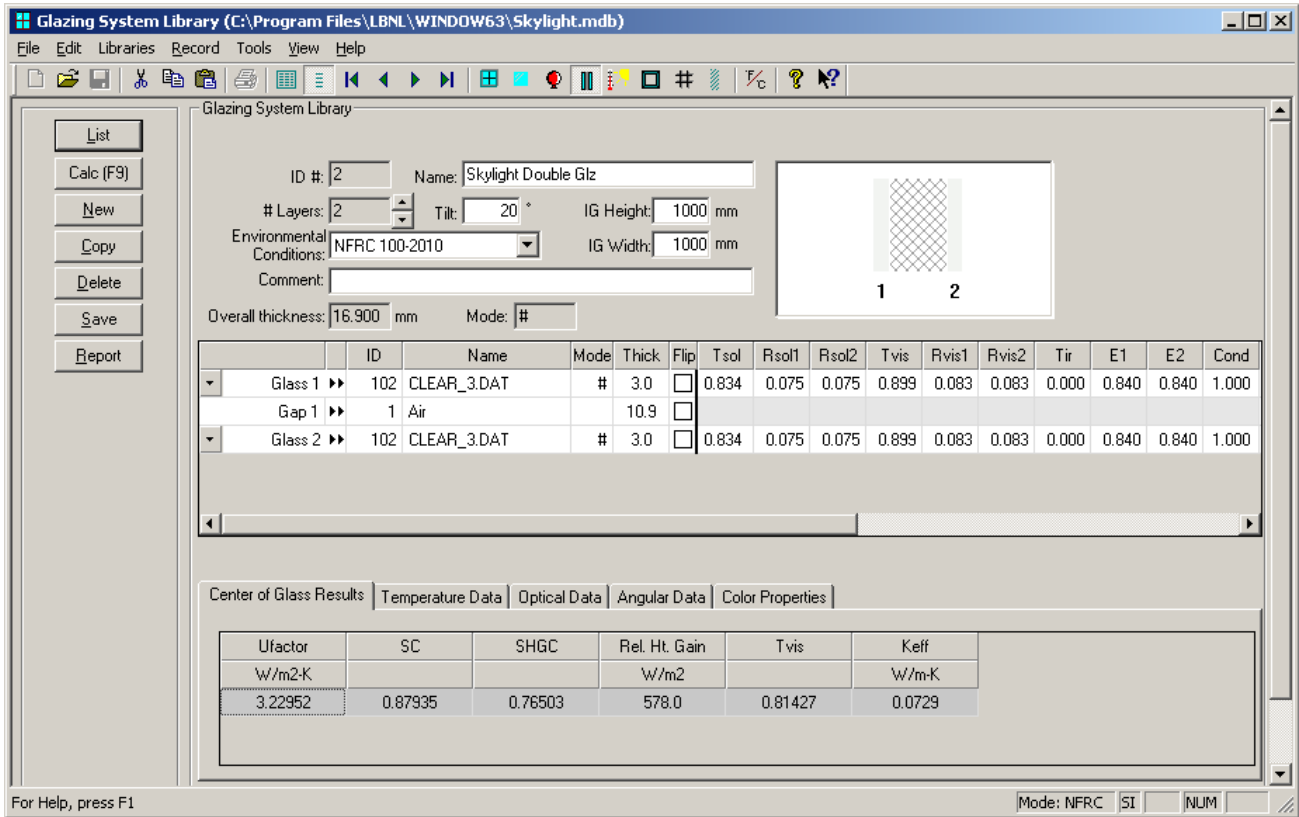 Glazing System Library (C:\Program Files\LBNL\WINDOW63\Skylight.mdb)
File Edit Libraries Record Tools View Help
Glazing System Library
List
Calc (F9)
New
Copy
Delete
Save
Report
ID #: 2 Name: Skylight Double Glz
# Layers: 2 Tilt: 20 ° IG Height: 1000 mm
Environmental Conditions: NFRC 100-2010 IG Width: 1000 mm
Comment:
Overall thickness: 16.900 mm Mode: #
1 2
ID Name Mode Thick Flip Tsol Rsol1 Rsol2 Tvis Rvis1 Rvis2 Tir E1 E2 Cond
Glass 1 102 CLEAR_3.DAT # 3.0 0.834 0.075 0.075 0.899 0.083 0.083 0.000 0.840 0.840 1.000
Gap 1 1 Air 10.9
Glass 2 102 CLEAR_3.DAT # 3.0 0.834 0.075 0.075 0.899 0.083 0.083 0.000 0.840 0.840 1.000
Center of Glass Results Temperature Data Optical Data Angular Data Color Properties
Ufactor SC SHGC Rel. Ht. Gain Tvis Keff
W/m2-K W/m2 W/m-K
3.22952 0.87935 0.76503 578.0 0.81427 0.0729
For Help, press F1 Mode: NFRC SI NUM